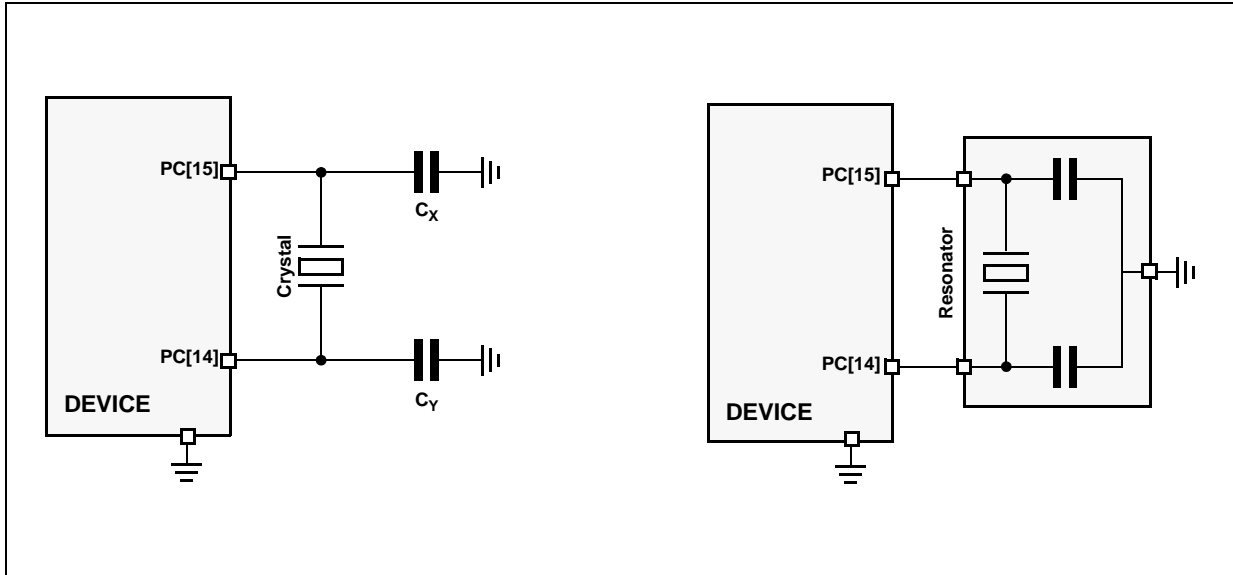 PC[15]
CX
Crystal
PC[14]
CY
DEVICE
PC[15]
Resonator
PC[14]
DEVICE